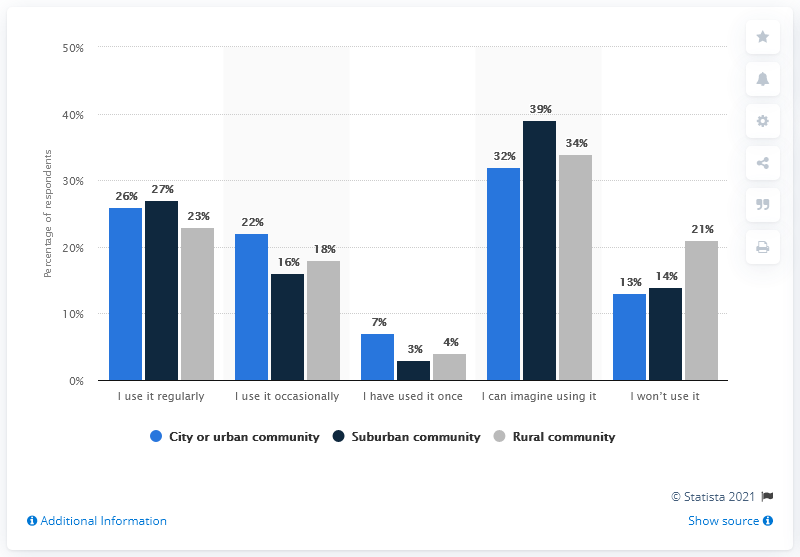 50%
40%
30%
20%
10%
0%
Percentage of respondents
26%
27%
23%
22%
16%
18%
7%
3%
4%
32%
39%
34%
13%
14%
21%
I use it regularly
I use it occasionally
I have used it once
I can imagine using it
I won't use it
City or urban community
Suburban community
Rural community
© Statista 2021
Additional Information
Show source